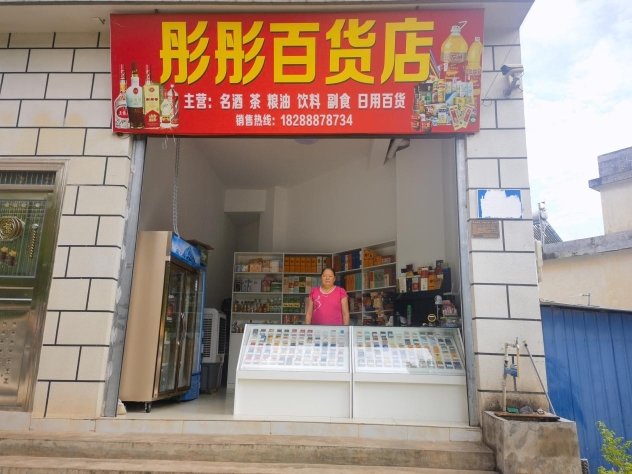 彤彤百货店
主营：名酒 茶 粮油 饮料 副食 日用百货
销售热线：18288878734